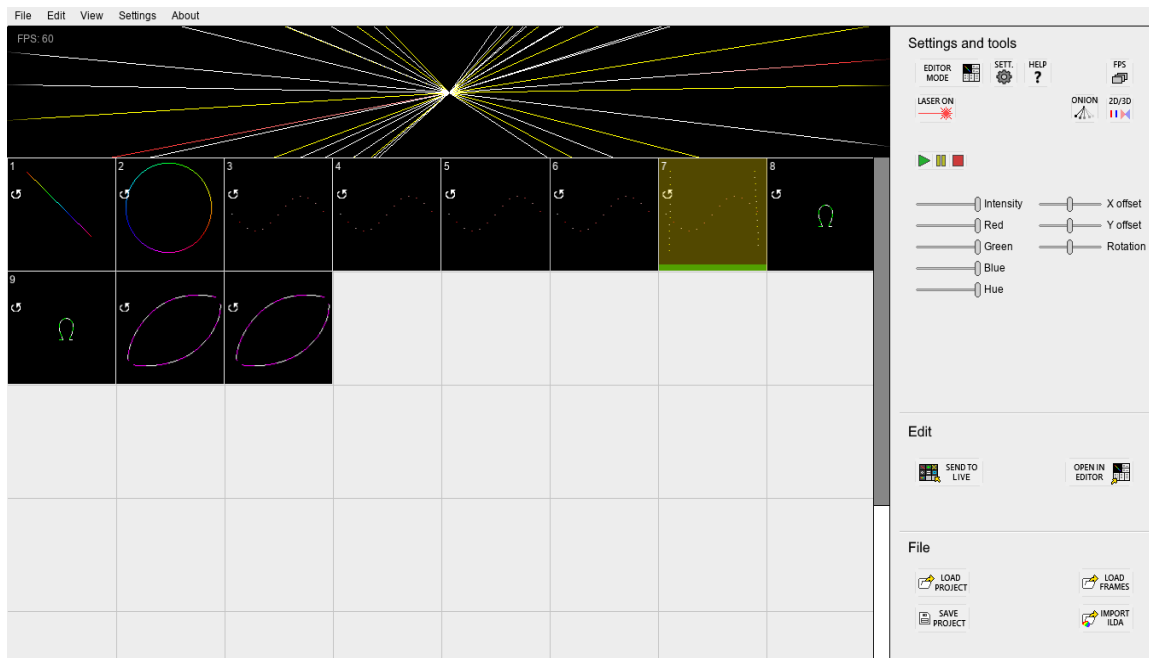 File Edit View Settings About
FPS: 60
Settings and tools
EDITOR
MODE
SETT.
HELP
?
FPS
LASER ON
ONION
2D/3D
1 2 3 4 5 6 7 8
Intensity X offset
Red Y offset
Green Rotation
Blue
Hue
9
Ω
Ω
Edit
SEND TO
LIVE
OPEN IN
EDITOR
File
LOAD
PROJECT
LOAD
FRAMES
SAVE
PROJECT
IMPORT
ILDA